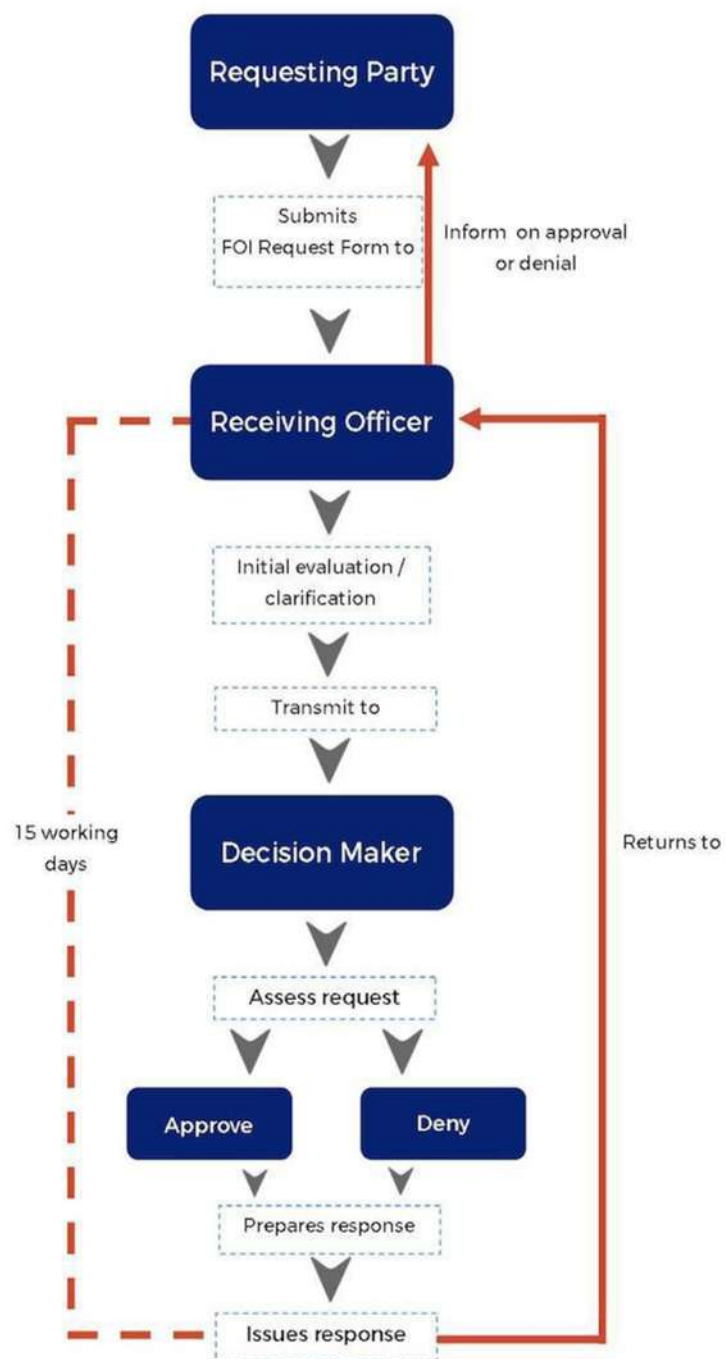 Requesting Party
Submits
FOI Request Form to
Inform on approval
or denial
Receiving Officer
Initial evaluation /
clarification
Transmit to
15 working
days
Decision Maker
Returns to
Assess request
Approve
Deny
Prepares response
Issues response